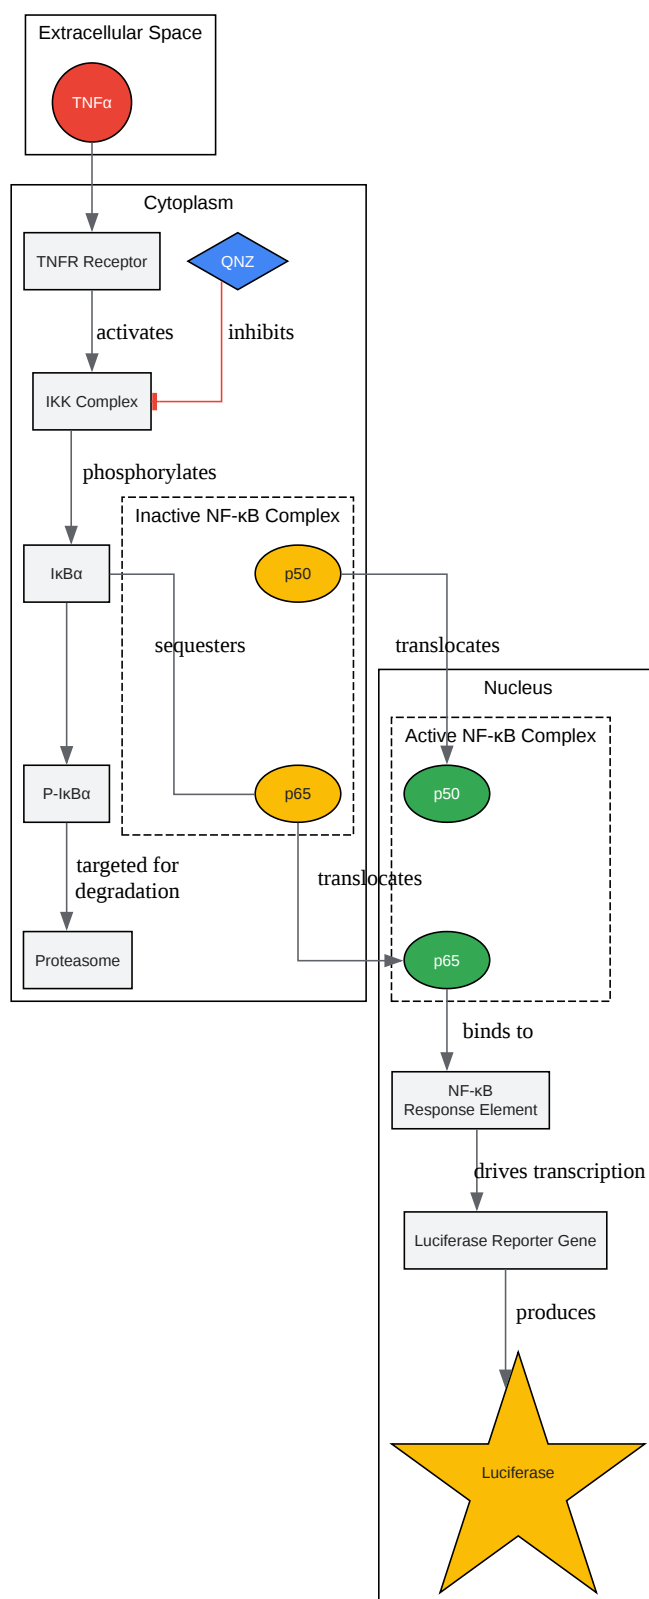 Extracellular Space
TNFα
Cytoplasm
TNFR Receptor
QNZ
activates
inhibits
IKK Complex
phosphorylates
Inactive NF-κB Complex
IκBα
p50
sequesters
translocates
Nucleus
Active NF-κB Complex
P-IκBα
p65
p50
targeted for
degradation
translocates
Proteasome
p65
binds to
NF-κB
Response Element
drives transcription
Luciferase Reporter Gene
produces
Luciferase